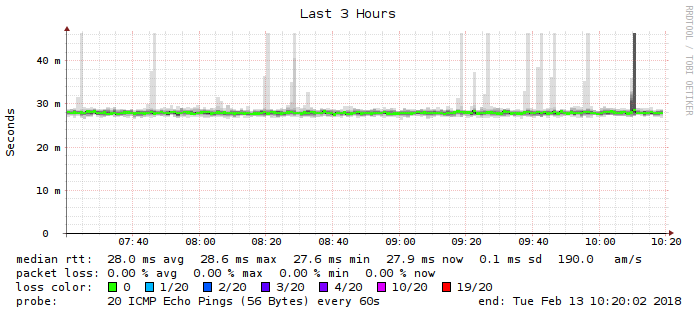 Last 3 Hours
RRDTOOL / TOBI OETIKER
Seconds
40 m
30 m
20 m
10 m
0
07:40 08:00 08:20 08:40 09:00 09:20 09:40 10:00 10:20
median rtt: 28.0 ms avg 28.6 ms max 27.6 ms min 27.9 ms now 0.1 ms sd 190.0 am/s
packet loss: 0.00 % avg 0.00 % max 0.00 % min 0.00 % now
loss color: 0 1/20 2/20 3/20 4/20 10/20 19/20
probe: 20 ICMP Echo Pings (56 Bytes) every 60s end: Tue Feb 13 10:20:02 2018